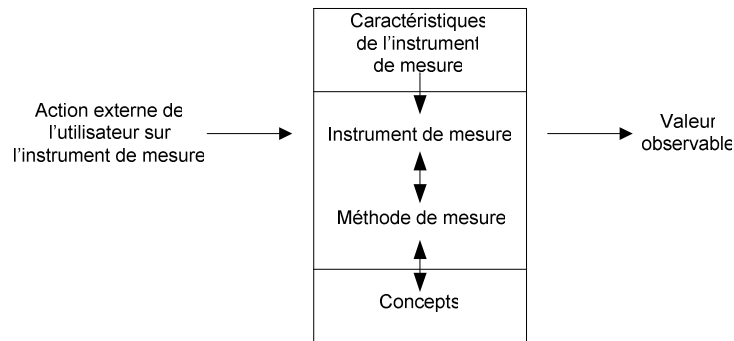 Caractéristiques
de l'instrument
de mesure
Action externe de
l'utilisateur sur
l'instrument de mesure
Instrument de mesure
Valeur
observable
Méthode de mesure
Concepts